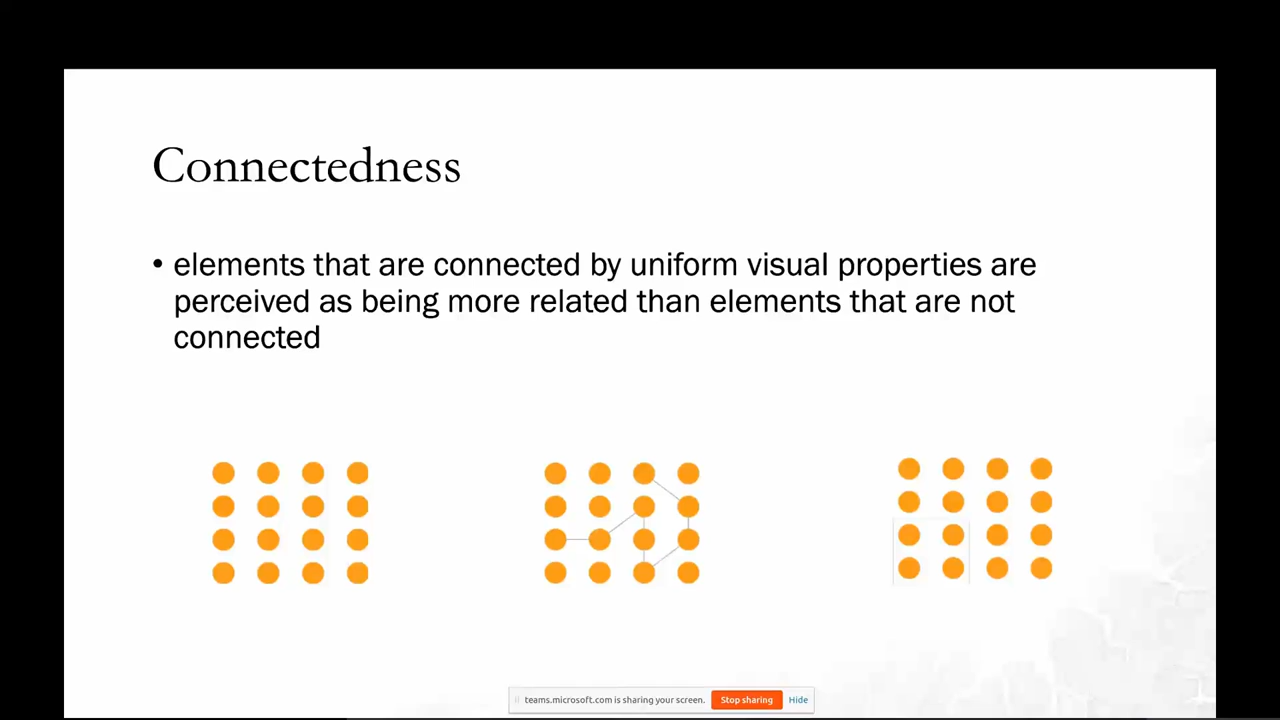 Connectedness
• elements that are connected by uniform visual properties are
perceived as being more related than elements that are not
connected
teams.microsoft.com is sharing your screen. Stop sharing Hide